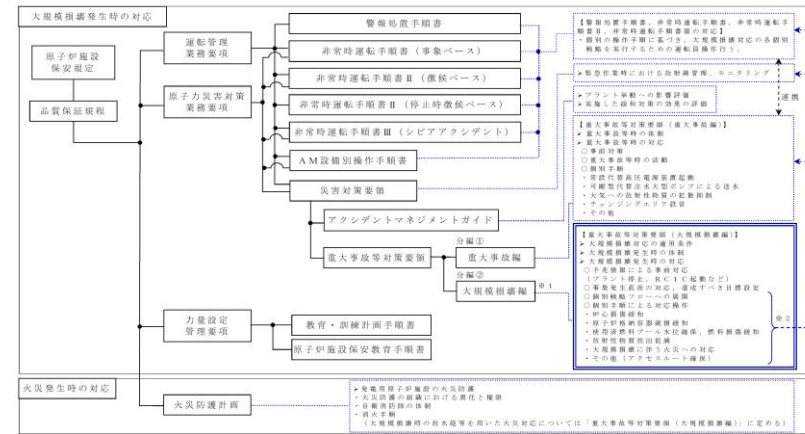 大規模損壊発生時の対応
原子炉施設
保安規定
品質保証規程
運転管理
業務要項
原子力災害対策
業務要項
力量設定
管理要項
警報処置手順書
非常時運転手順書（事象ベース）
非常時運転手順書Ⅱ（徴候ベース）
非常時運転手順書Ⅱ（停止時徴候ベース）
非常時運転手順書Ⅲ（シビアアクシデント）
ＡＭ設備別操作手順書
災害対策要領
アクシデントマネジメントガイド
重大事故等対策要領
分編①
重大事故編
分編②
大規模損壊編
※１
教育・訓練計画手順書
原子炉施設保安教育手順書
【警報処置手順書、非常時運転手順書、非常時運転手
順書Ⅱ、非常時運転手順書Ⅲの対応】
・個別の操作手順に基づき、大規模損壊対応の各個別
戦略を実行するための運転員操作行う。
➤緊急作業時における放射線管理、モニタリング
➤プラント挙動への影響評価
➤実施した緩和対策の効果の評価
連携
【重大事故等対策要領（重大事故編）】
➤重大事故等時の体制
➤重大事故等時の対応
○事前対策
○重大事故等時の活動
○個別手順
・常設代替高圧電源装置起動
・可搬型代替注水大型ポンプによる送水
・大気への放射性物質の拡散抑制
・チェンジングエリア設営
・その他
【重大事故等対策要領（大規模損壊編）】
➤大規模損壊対応の適用条件
➤大規模損壊発生時の体制
➤大規模損壊発生時の対応
○予兆情報による事前対応
（プラント停止、ＲＣＩＣ起動など）
○事象発生直後の対応、達成すべき目標設定
○個別戦略フローへの展開
○個別手順による対応
・炉心損傷緩和
・原子炉格納容器破損緩和
・使用済燃料プール水位確保、燃料損傷緩和
・放射性物質放出低減
・大規模損壊に伴う火災への対応
・その他（アクセスルート確保）
※２
火災発生時の対応
火災防護計画
➤発電用原子炉施設の火災防護
・火災防護の組織における責任と権限
・自衛消防隊の体制
・消火手順
（大規模損壊時の放水砲等を用いた火災対応については「重大事故等対策要領（大規模損壊編）」に定める）